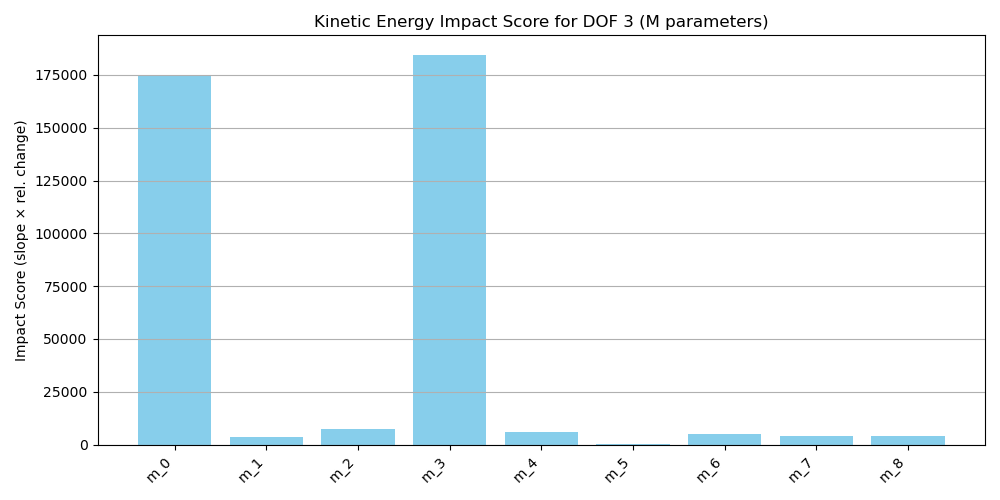 Kinetic Energy Impact Score for DOF 3 (M parameters)
Impact Score (slope × rel. change)
175000
150000
125000
100000
75000
50000
25000
0
m_0
m_1
m_2
m_3
m_4
m_5
m_6
m_7
m_8